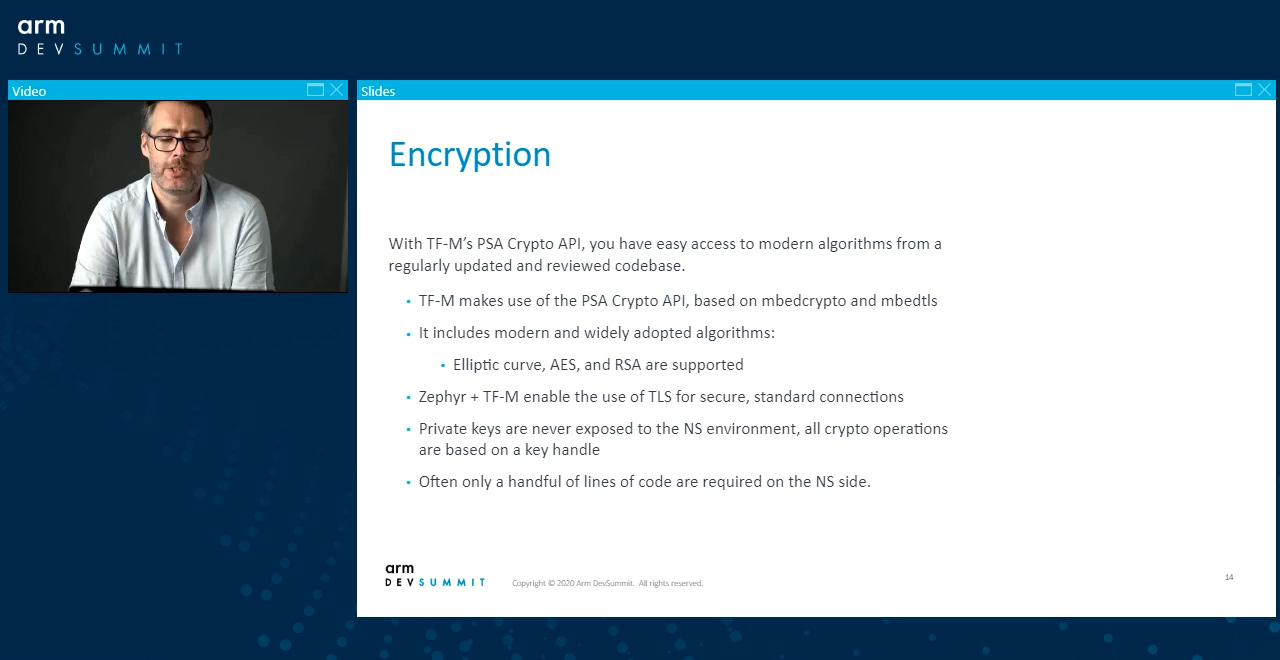 arm
DEVSUMMIT
Video
Slides
Encryption
With TF-M’s PSA Crypto API, you have easy access to modern algorithms from a
regularly updated and reviewed codebase.
• TF-M makes use of the PSA Crypto API, based on mbedcrypto and mbedtls
• It includes modern and widely adopted algorithms:
• Elliptic curve, AES, and RSA are supported
• Zephyr + TF-M enable the use of TLS for secure, standard connections
• Private keys are never exposed to the NS environment, all crypto operations
are based on a key handle
• Often only a handful of lines of code are required on the NS side.
arm
DEVSUMMIT
Copyright © 2020 Arm DevSummit. All rights reserved.
14